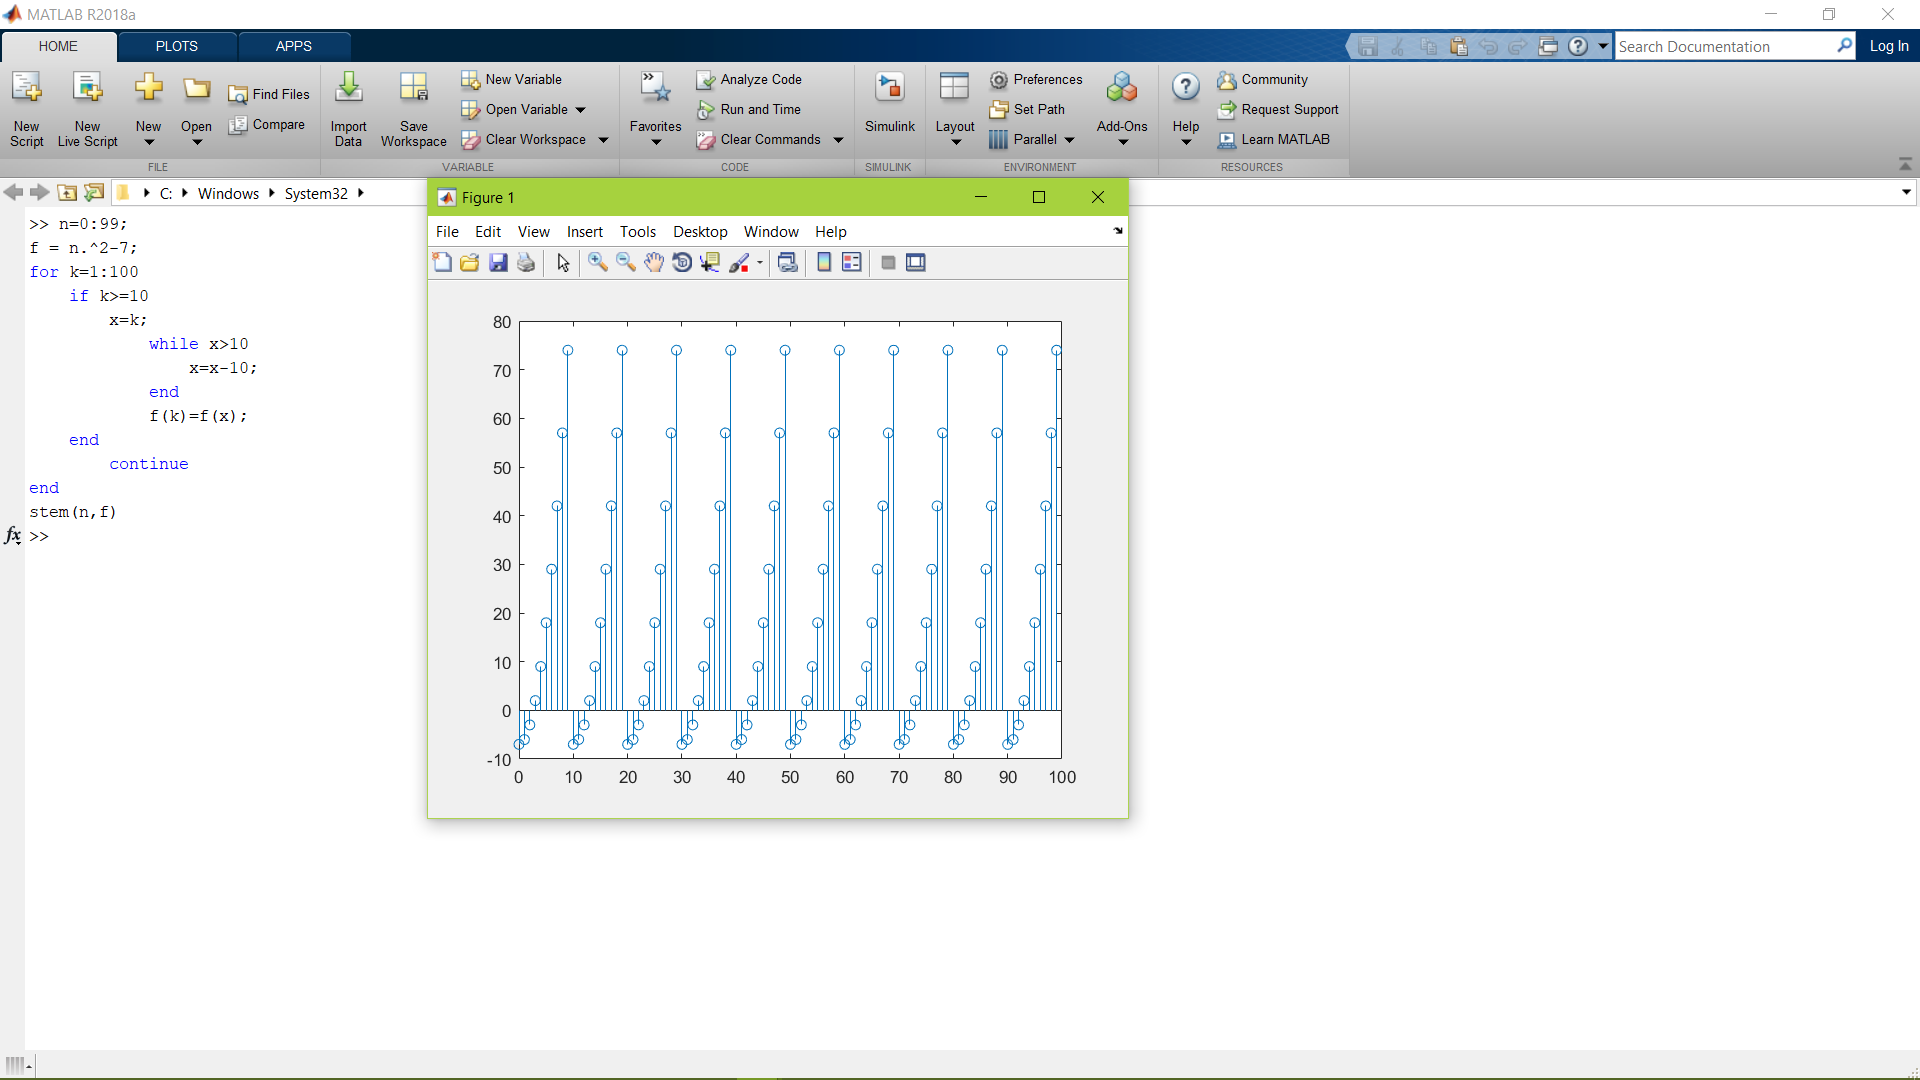 MATLAB R2018a
HOME PLOTS APPS
Search Documentation Log In
New Script
New Live Script
New
Open
Find Files
Compare
FILE
Import Data
Save Workspace
New Variable
Open Variable
Clear Workspace
VARIABLE
Favorites
Analyze Code
Run and Time
Clear Commands
CODE
Simulink
SIMULINK
Layout
Preferences
Set Path
Parallel
Add-Ons
ENVIRONMENT
Help
Community
Request Support
Learn MATLAB
RESOURCES
C: Windows System32
>> n=0:99;
f = n.^2-7;
for k=1:100
if k>=10
x=k;
while x>10
x=x-10;
end
f(k)=f(x);
end
continue
end
stem(n,f)
fx >>
Figure 1
File Edit View Insert Tools Desktop Window Help
80
70
60
50
40
30
20
10
0
-10
0 10 20 30 40 50 60 70 80 90 100